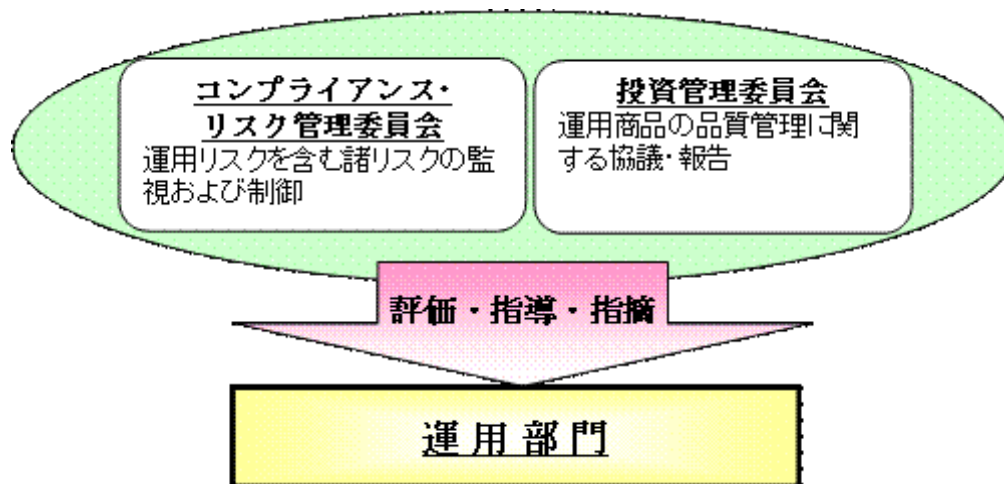 コンプライアンス・
リスク管理委員会
運用リスクを含む諸リスクの監
視および制御
投資管理委員会
運用商品の品質管理に関
する協議・報告
評価・指導・指摘
運用部門